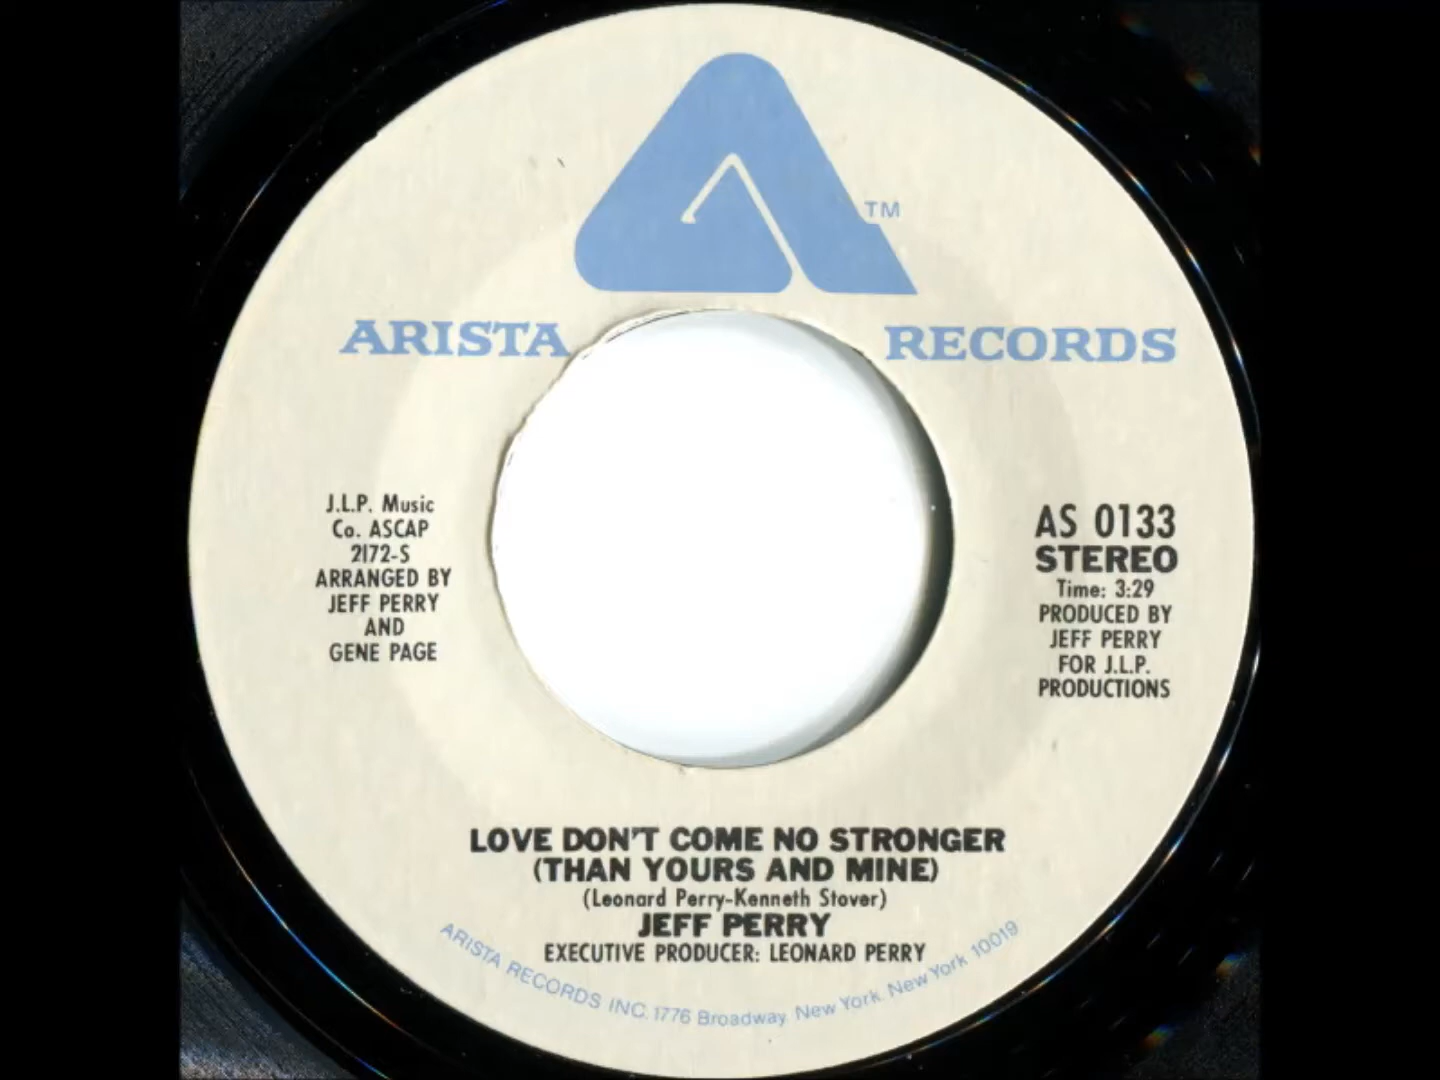 TM
ARISTA RECORDS
J.L.P. Music
Co. ASCAP
2172-S
ARRANGED BY
JEFF PERRY
AND
GENE PAGE
AS 0133
STEREO
Time: 3:29
PRODUCED BY
JEFF PERRY
FOR J.L.P.
PRODUCTIONS
LOVE DON'T COME NO STRONGER
(THAN YOURS AND MINE)
(Leonard Perry-Kenneth Stover)
JEFF PERRY
EXECUTIVE PRODUCER: LEONARD PERRY
ARISTA RECORDS INC. 1776 Broadway, New York, New York 10019